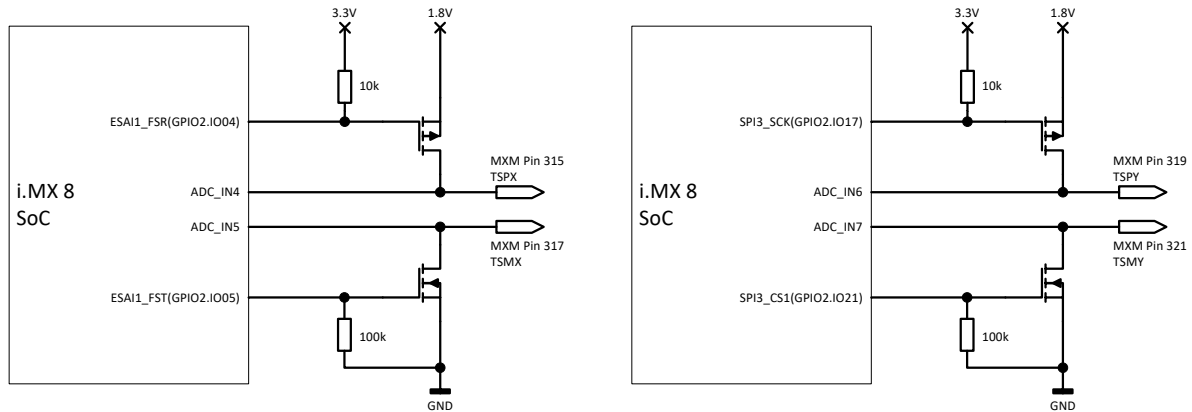 3.3V
1.8V
10k
ESAI1_FSR(GPIO2.IO04)
MXM Pin 315
TSPX
i.MX 8
SoC
ADC_IN4
ADC_IN5
MXM Pin 317
TSMX
ESAI1_FST(GPIO2.IO05)
100k
GND
3.3V
1.8V
10k
SPI3_SCK(GPIO2.IO17)
MXM Pin 319
TSPY
i.MX 8
SoC
ADC_IN6
ADC_IN7
MXM Pin 321
TSMY
SPI3_CS1(GPIO2.IO21)
100k
GND